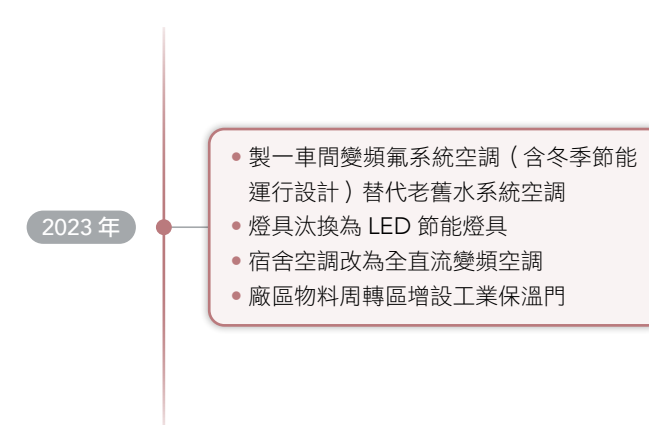 2023 年
• 製一車間變頻氟系統空調（含冬季節能
運行設計）替代老舊水系統空調
• 燈具汰換為 LED 節能燈具
• 宿舍空調改為全直流變頻空調
• 廠區物料周轉區增設工業保溫門